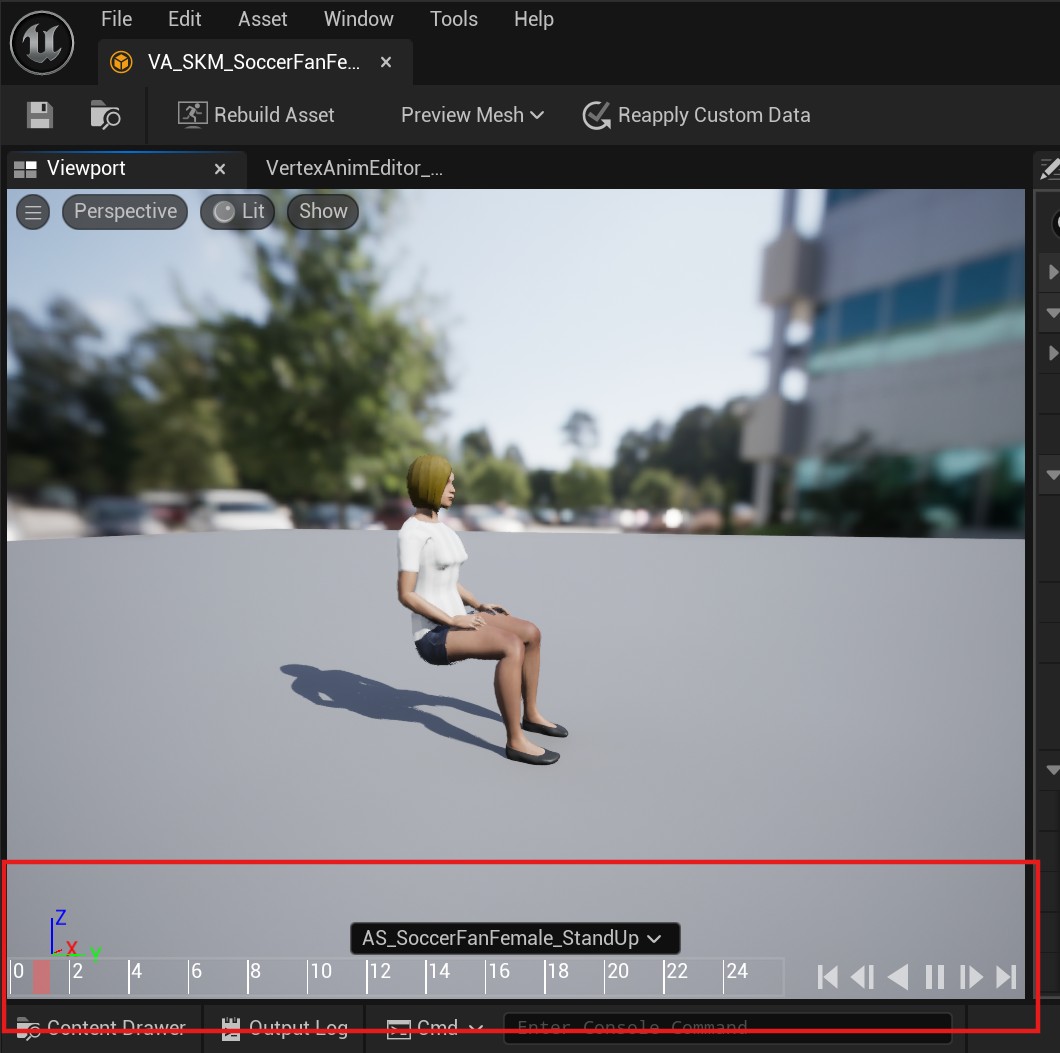 File Edit Asset Window Tools Help
VA_SKM_SoccerFanFe...
Rebuild Asset Preview Mesh Reapply Custom Data
Viewport VertexAnimEditor_...
Perspective Lit Show
Z
X Y
AS_SoccerFanFemale_StandUp
0 2 4 6 8 10 12 14 16 18 20 22 24
Content Drawer Output Log Cmd Enter Console Command